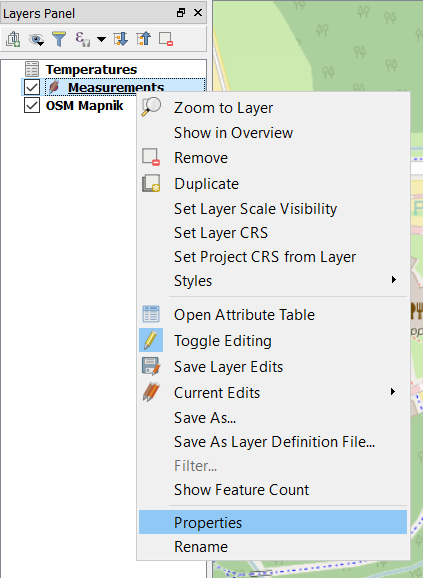 Layers Panel
Temperatures
Measurements
OSM Mapnik
Zoom to Layer
Show in Overview
Remove
Duplicate
Set Layer Scale Visibility
Set Layer CRS
Set Project CRS from Layer
Styles
Open Attribute Table
Toggle Editing
Save Layer Edits
Current Edits
Save As...
Save As Layer Definition File...
Filter...
Show Feature Count
Properties
Rename